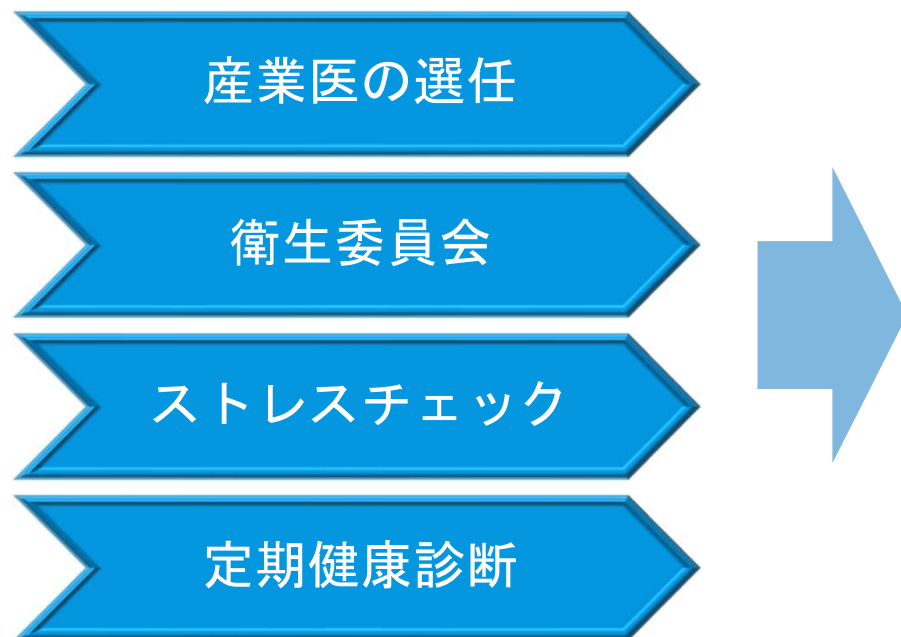 産業医の選任
衛生委員会
ストレスチェック
定期健康診断